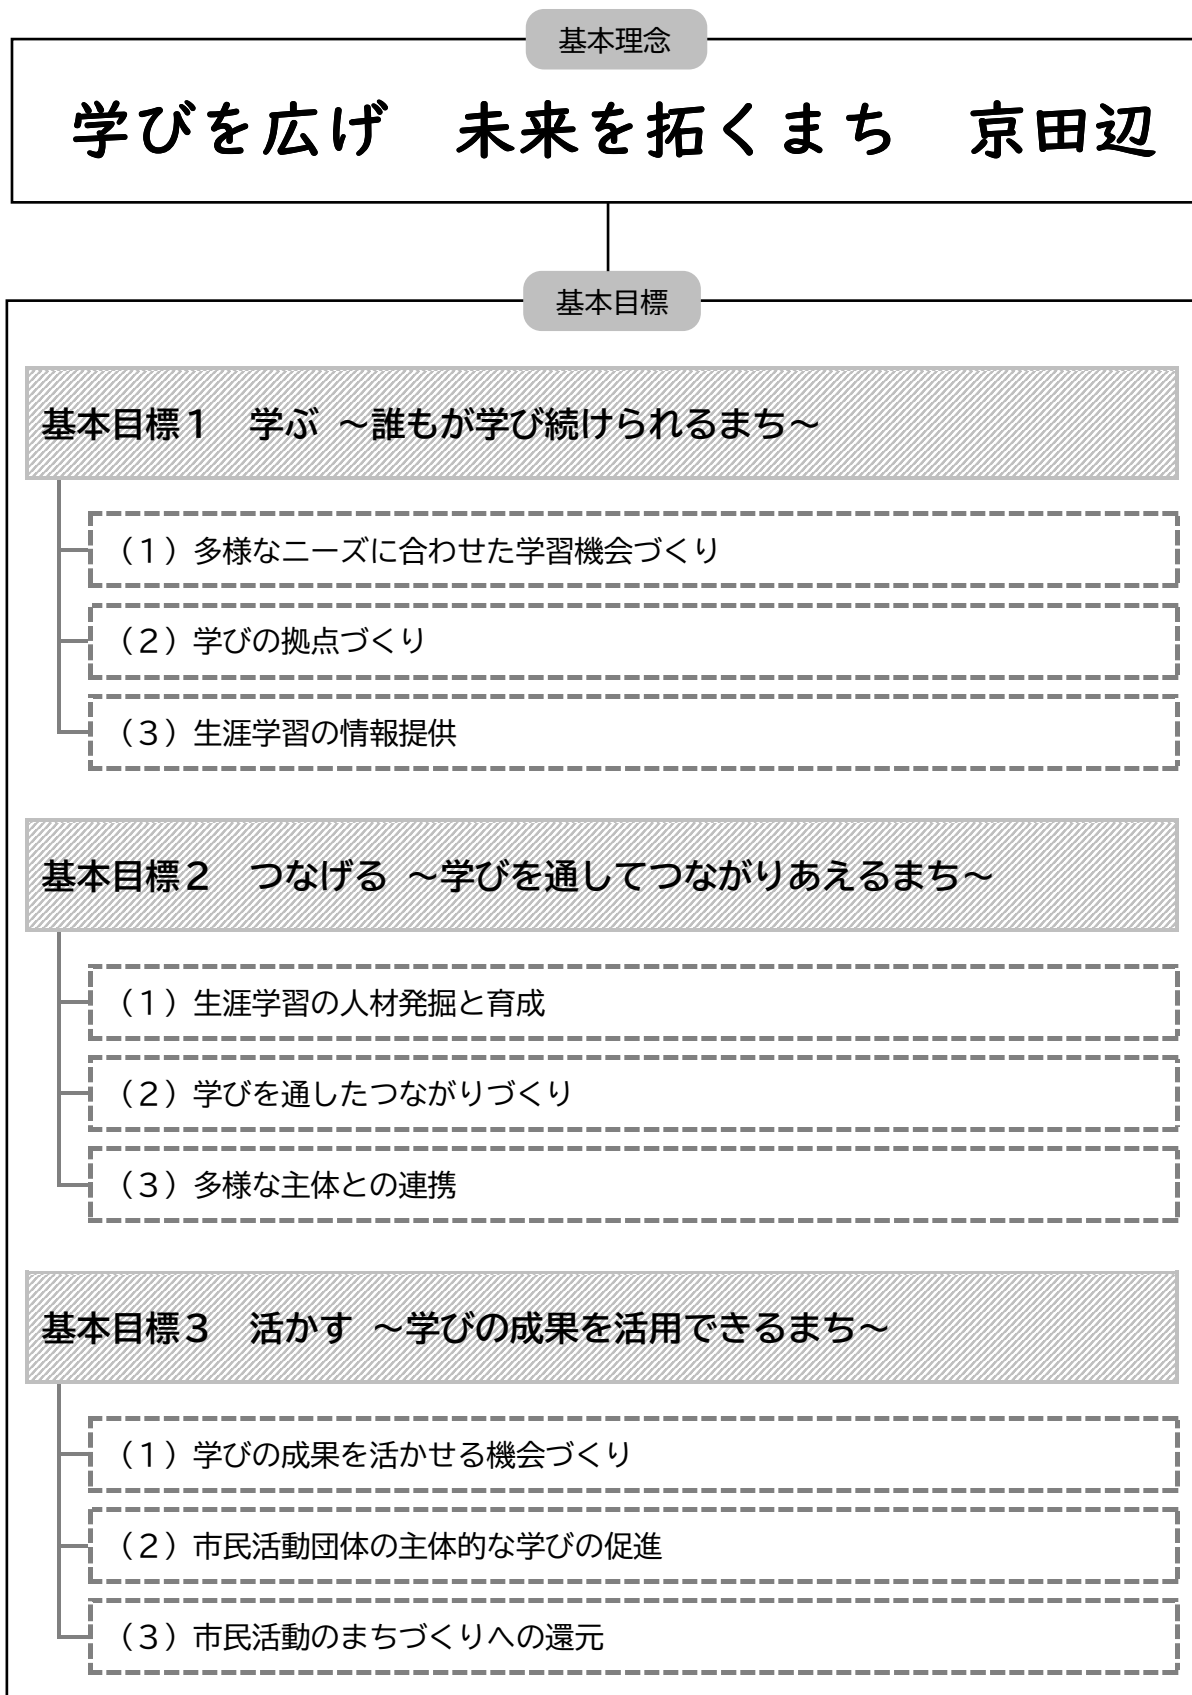 基本理念
学びを広げ　未来を拓くまち　京田辺
基本目標
基本目標１　学ぶ ～誰もが学び続けられるまち～
（１）多様なニーズに合わせた学習機会づくり
（２）学びの拠点づくり
（３）生涯学習の情報提供
基本目標２　つなげる ～学びを通してつながりあえるまち～
（１）生涯学習の人材発掘と育成
（２）学びを通したつながりづくり
（３）多様な主体との連携
基本目標３　活かす ～学びの成果を活用できるまち～
（１）学びの成果を活かせる機会づくり
（２）市民活動団体の主体的な学びの促進
（３）市民活動のまちづくりへの還元